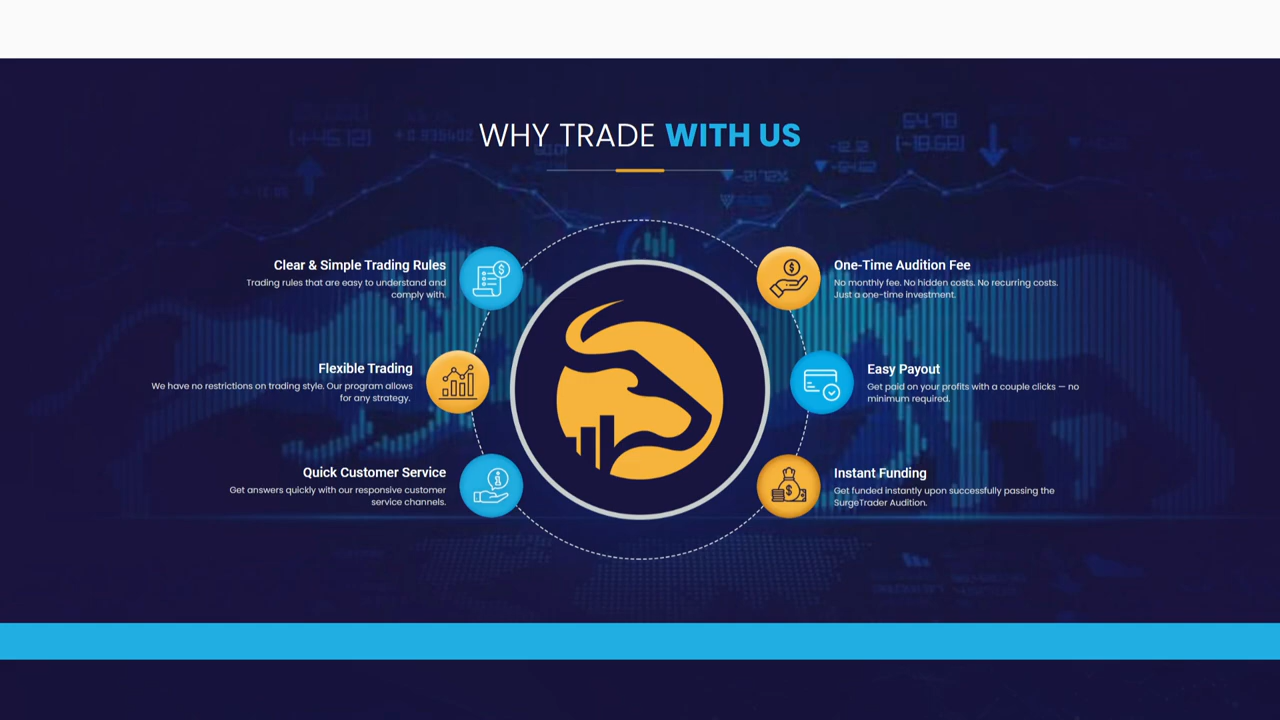 WHY TRADE WITH US
Clear & Simple Trading Rules
Trading rules that are easy to understand and
comply with.
Flexible Trading
We have no restrictions on trading style. Our program allows
for any strategy.
Quick Customer Service
Get answers quickly with our responsive customer
service channels.
One-Time Audition Fee
No monthly fee. No hidden costs. No recurring costs.
Just a one-time investment.
Easy Payout
Get paid on your profits with a couple clicks — no
minimum required.
Instant Funding
Get funded instantly upon successfully passing the
SurgeTrader Audition.